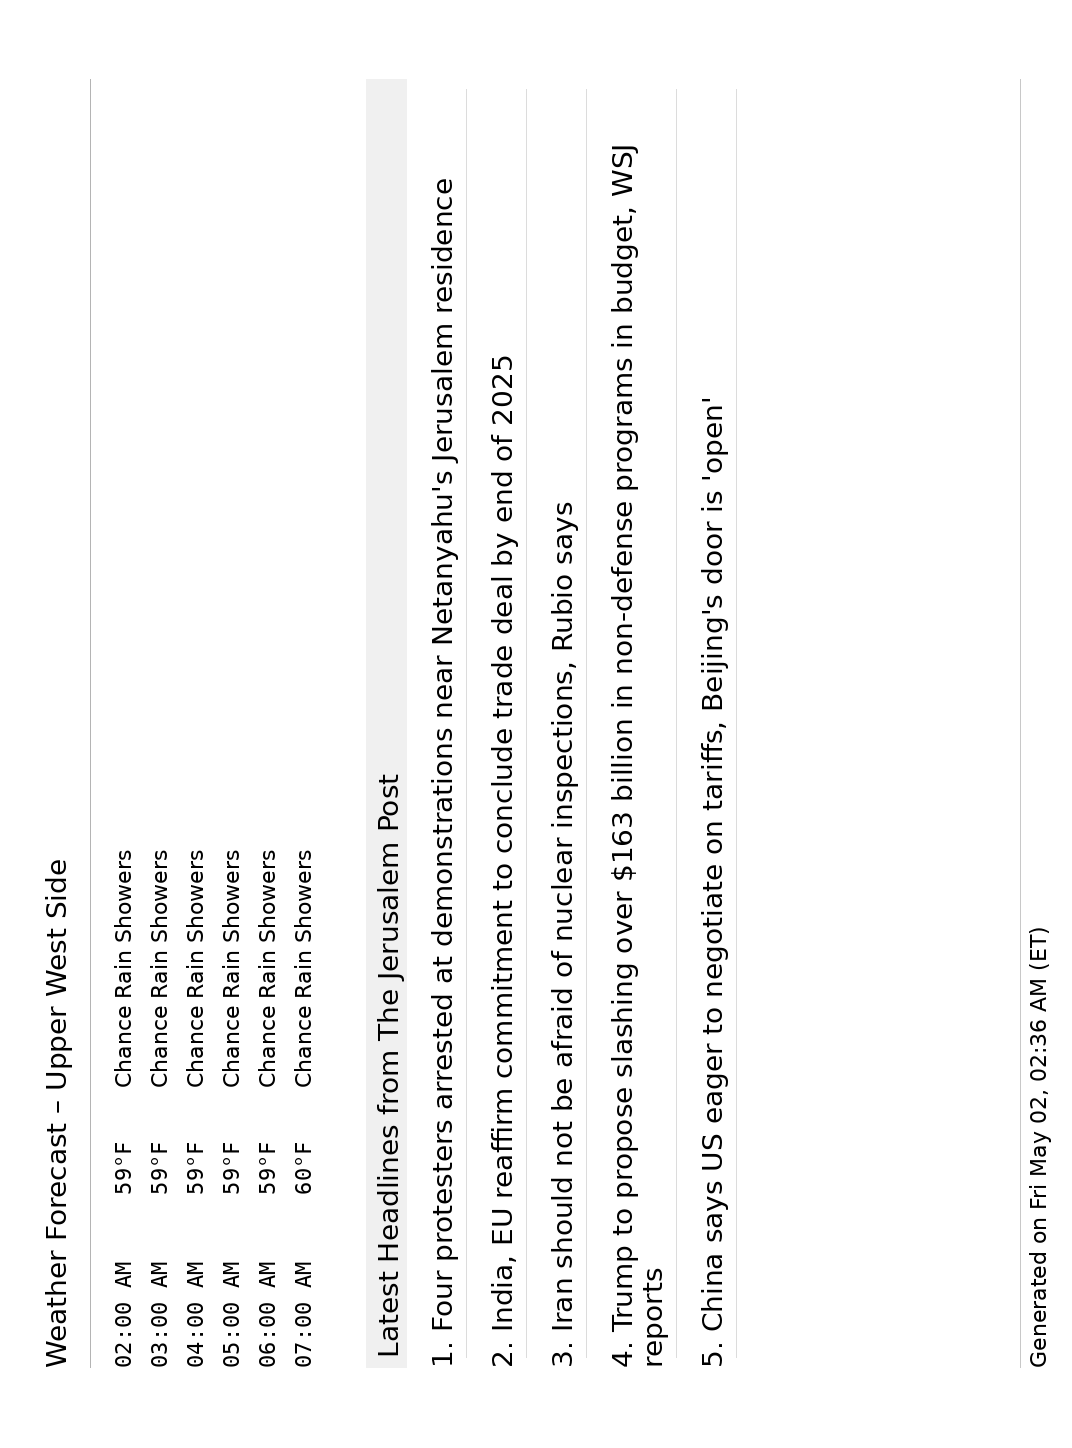 Weather Forecast – Upper West Side
02:00 AM 59°F Chance Rain Showers
03:00 AM 59°F Chance Rain Showers
04:00 AM 59°F Chance Rain Showers
05:00 AM 59°F Chance Rain Showers
06:00 AM 59°F Chance Rain Showers
07:00 AM 60°F Chance Rain Showers
Latest Headlines from The Jerusalem Post
1. Four protesters arrested at demonstrations near Netanyahu's Jerusalem residence
2. India, EU reaffirm commitment to conclude trade deal by end of 2025
3. Iran should not be afraid of nuclear inspections, Rubio says
4. Trump to propose slashing over $163 billion in non-defense programs in budget, WSJ
reports
5. China says US eager to negotiate on tariffs, Beijing's door is 'open'
Generated on Fri May 02, 02:36 AM (ET)